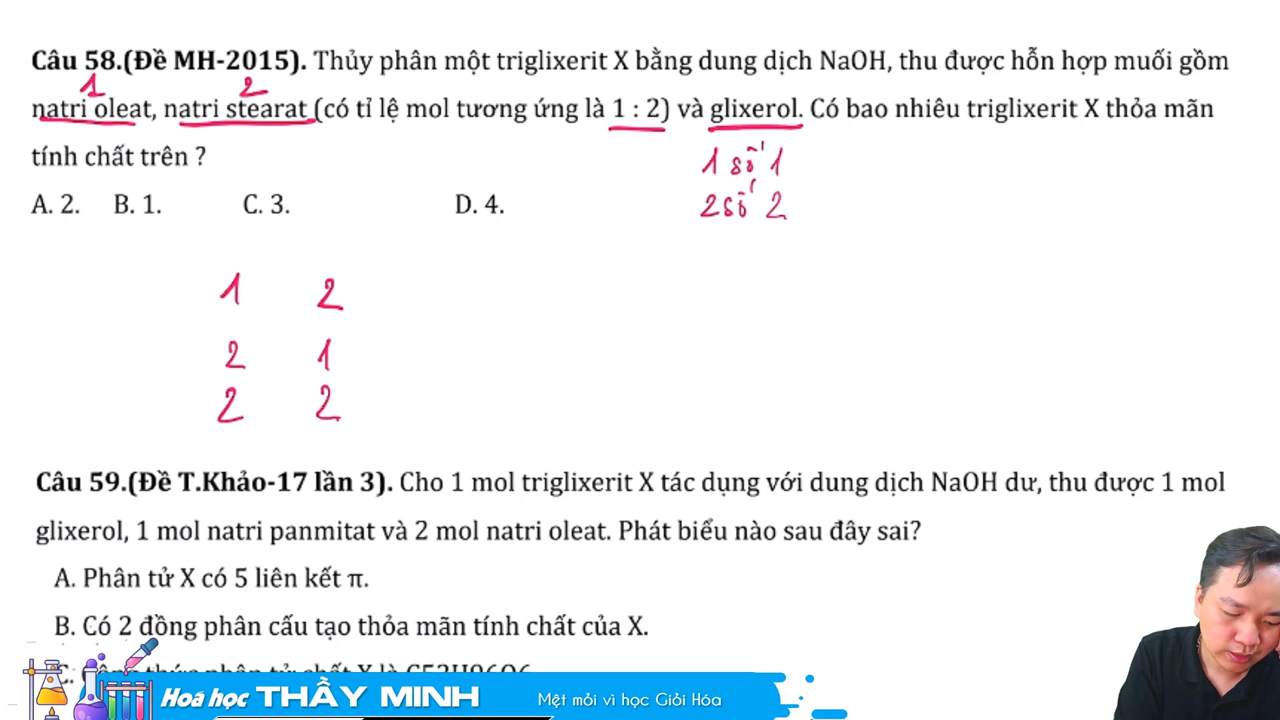 Câu 58.(Đề MH-2015). Thủy phân một triglixerit X bằng dung dịch NaOH, thu được hỗn hợp muối gồm
1 2
natri oleat, natri stearat (có tỉ lệ mol tương ứng là 1 : 2) và glixerol. Có bao nhiêu triglixerit X thỏa mãn
tính chất trên ?
1 số 1
A. 2. B. 1. C. 3. D. 4.
2 số 2
1 2
2 1
2 2
Câu 59.(Đề T.Khảo-17 lần 3). Cho 1 mol triglixerit X tác dụng với dung dịch NaOH dư, thu được 1 mol
glixerol, 1 mol natri panmitat và 2 mol natri oleat. Phát biểu nào sau đây sai?
A. Phân tử X có 5 liên kết π.
B. Có 2 đồng phân cấu tạo thỏa mãn tính chất của X.
Hoá học THẦY MINH
Mệt mỏi vì học Giỏi Hóa